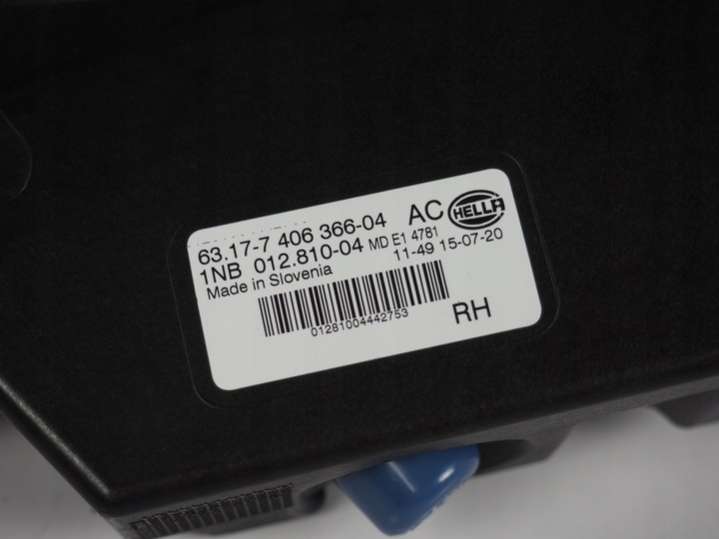 63.17-7 406 366-04 AC HELLA
1NB 012.810-04 MD E1 4781
Made in Slovenia 11-49 15-07-20
01281004442753
RH